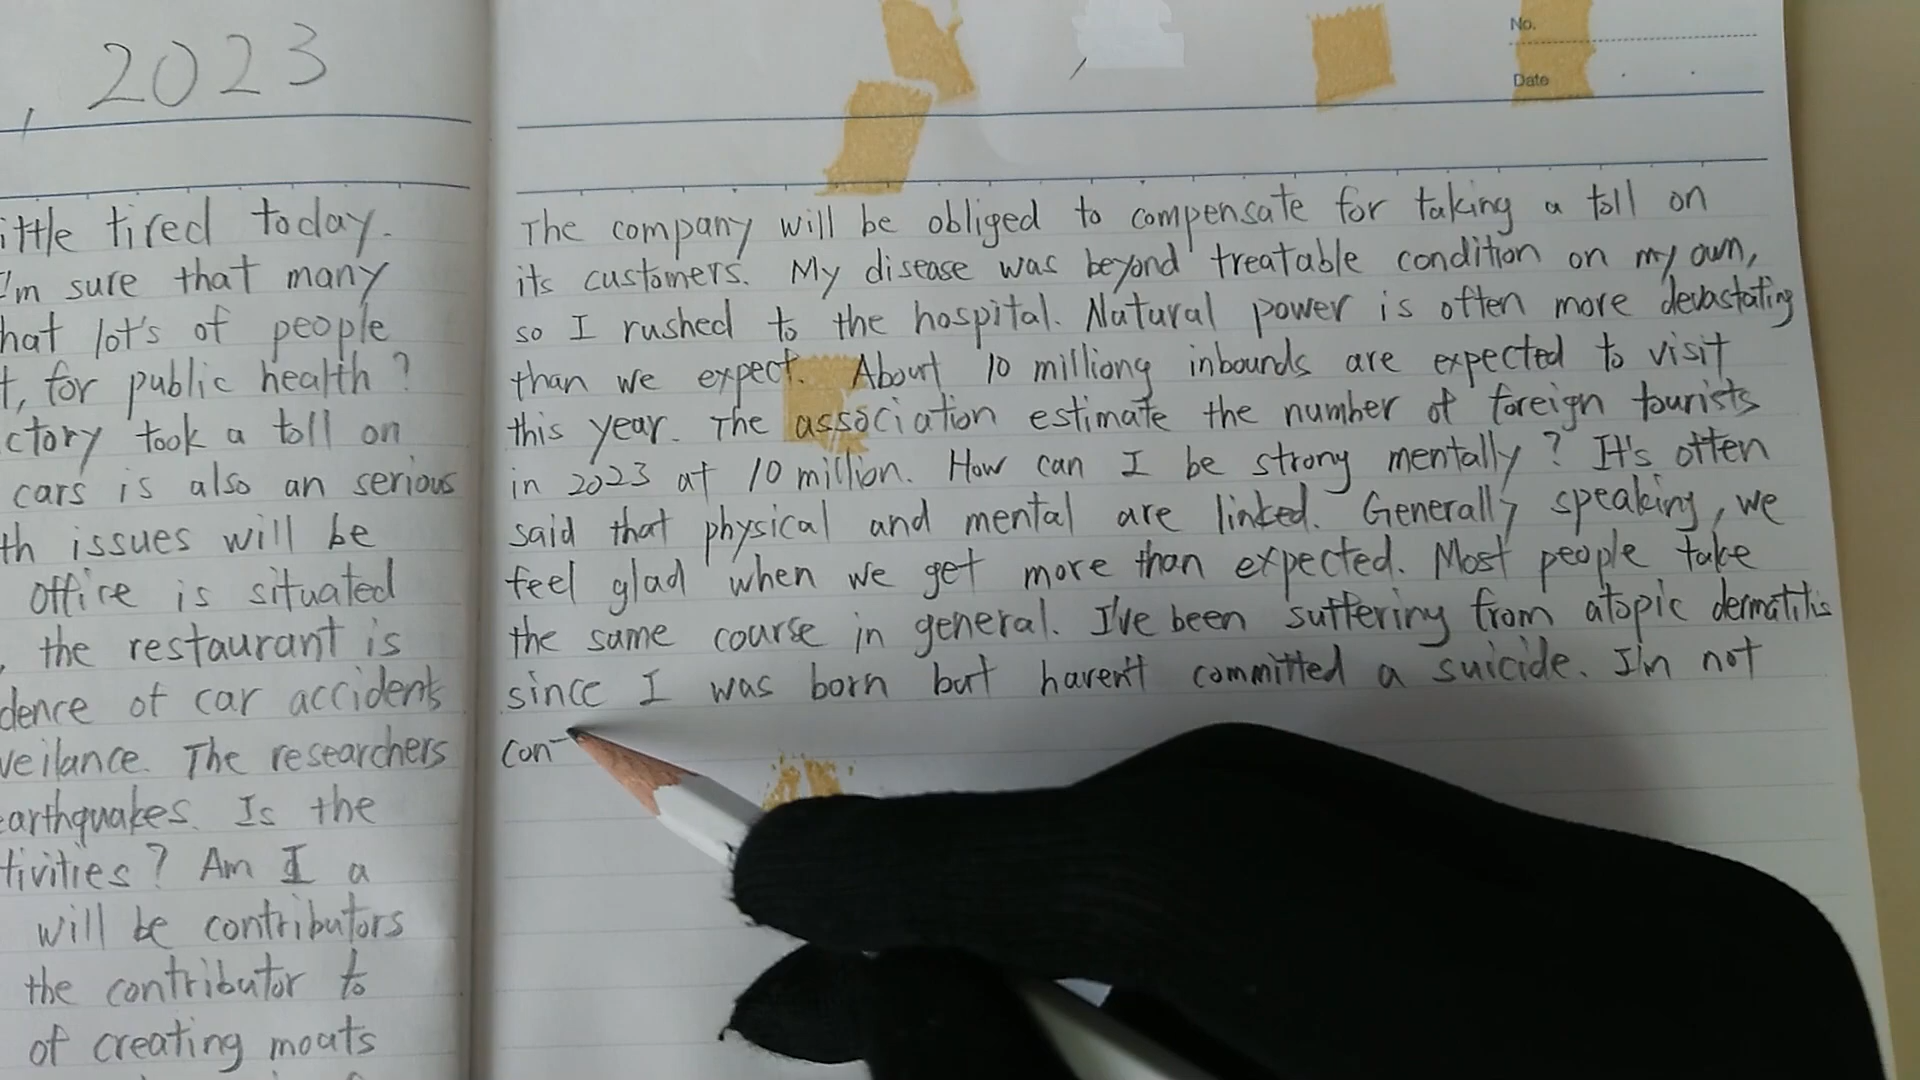 , 2023
ittle tired today.
I'm sure that many
hat lot's of people
t, for public health?
ctory took a toll on
cars is also an serious
th issues will be
office is situated
, the restaurant is
dence of car accidents
veilance. The researchers
earthquakes. Is the
tivities? Am I a
will be contributors
the contributor to
of creating moats
No.
Date
,
The company will be obliged to compensate for taking a toll on
its customers. My disease was beyond treatable condition on my own,
so I rushed to the hospital. Natural power is often more devastating
than we expect. About 10 milliong inbounds are expected to visit
this year. The association estimate the number of foreign tourists
in 2023 at 10 million. How can I be strong mentally? It's often
said that physical and mental are linked. Generally speaking, we
feel glad when we get more than expected. Most people take
the same course in general. I've been suffering from atopic dermatitis
since I was born but haven't committed a suicide. I'm not
con